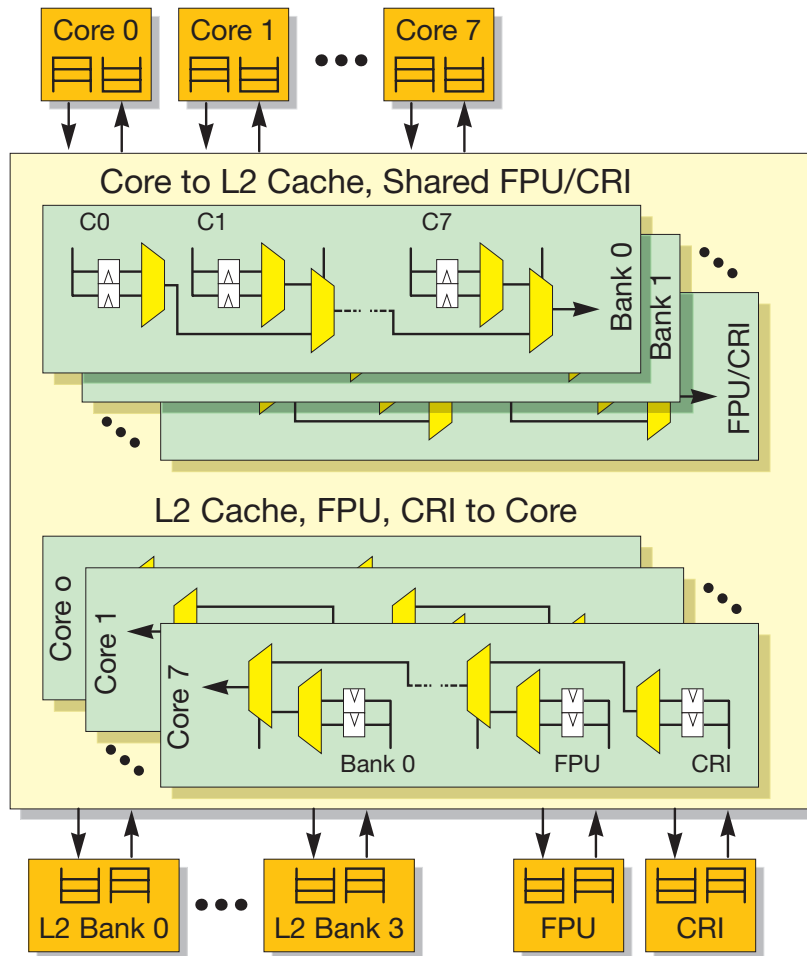 Core 0
Core 1
Core 7
Core to L2 Cache, Shared FPU/CRI
C0
C1
C7
Bank 0
Bank 1
FPU/CRI
L2 Cache, FPU, CRI to Core
Core o
Core 1
Core 7
Bank 0
FPU
CRI
L2 Bank 0
L2 Bank 3
FPU
CRI